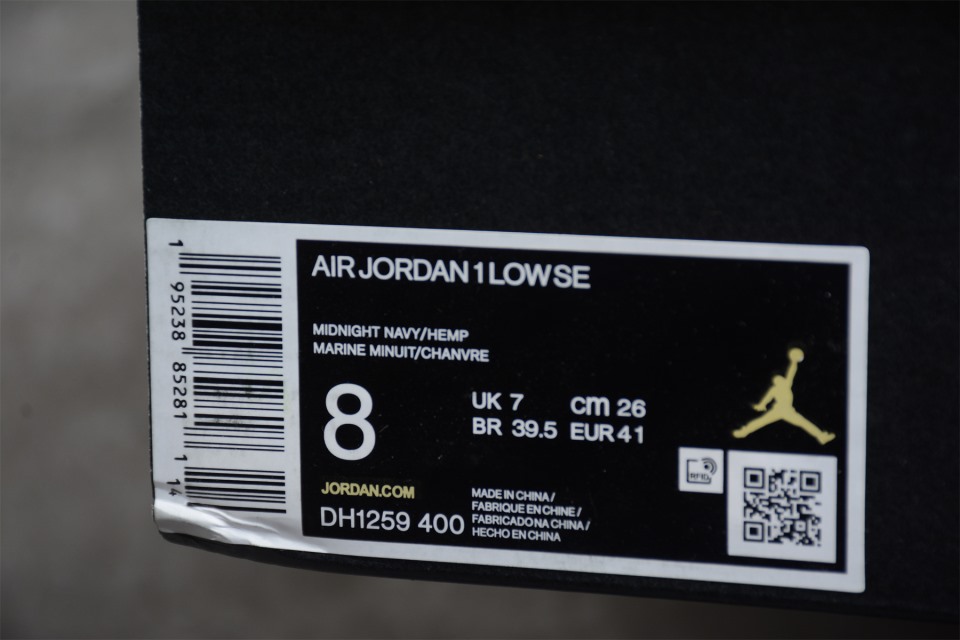 AIR JORDAN 1 LOW SE
MIDNIGHT NAVY/HEMP
MARINE MINUIT/CHANVRE
8
UK 7 cm 26
BR 39.5 EUR 41
JORDAN.COM
DH1259 400
MADE IN CHINA /
FABRIQUE EN CHINE /
FABRICADO NA CHINA /
HECHO EN CHINA
RFID
1 95238 85281 1
14